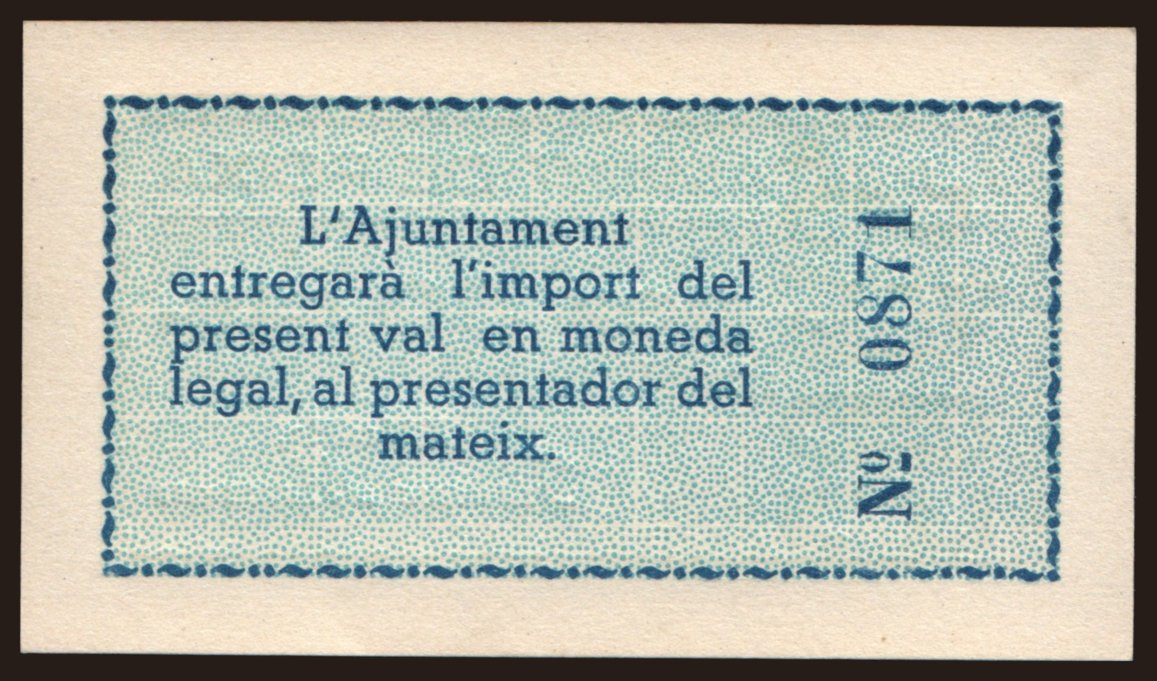 L'Ajuntament
entregarà l'import del
present val en moneda
legal, al presentador del
mateix.
Nº 0871